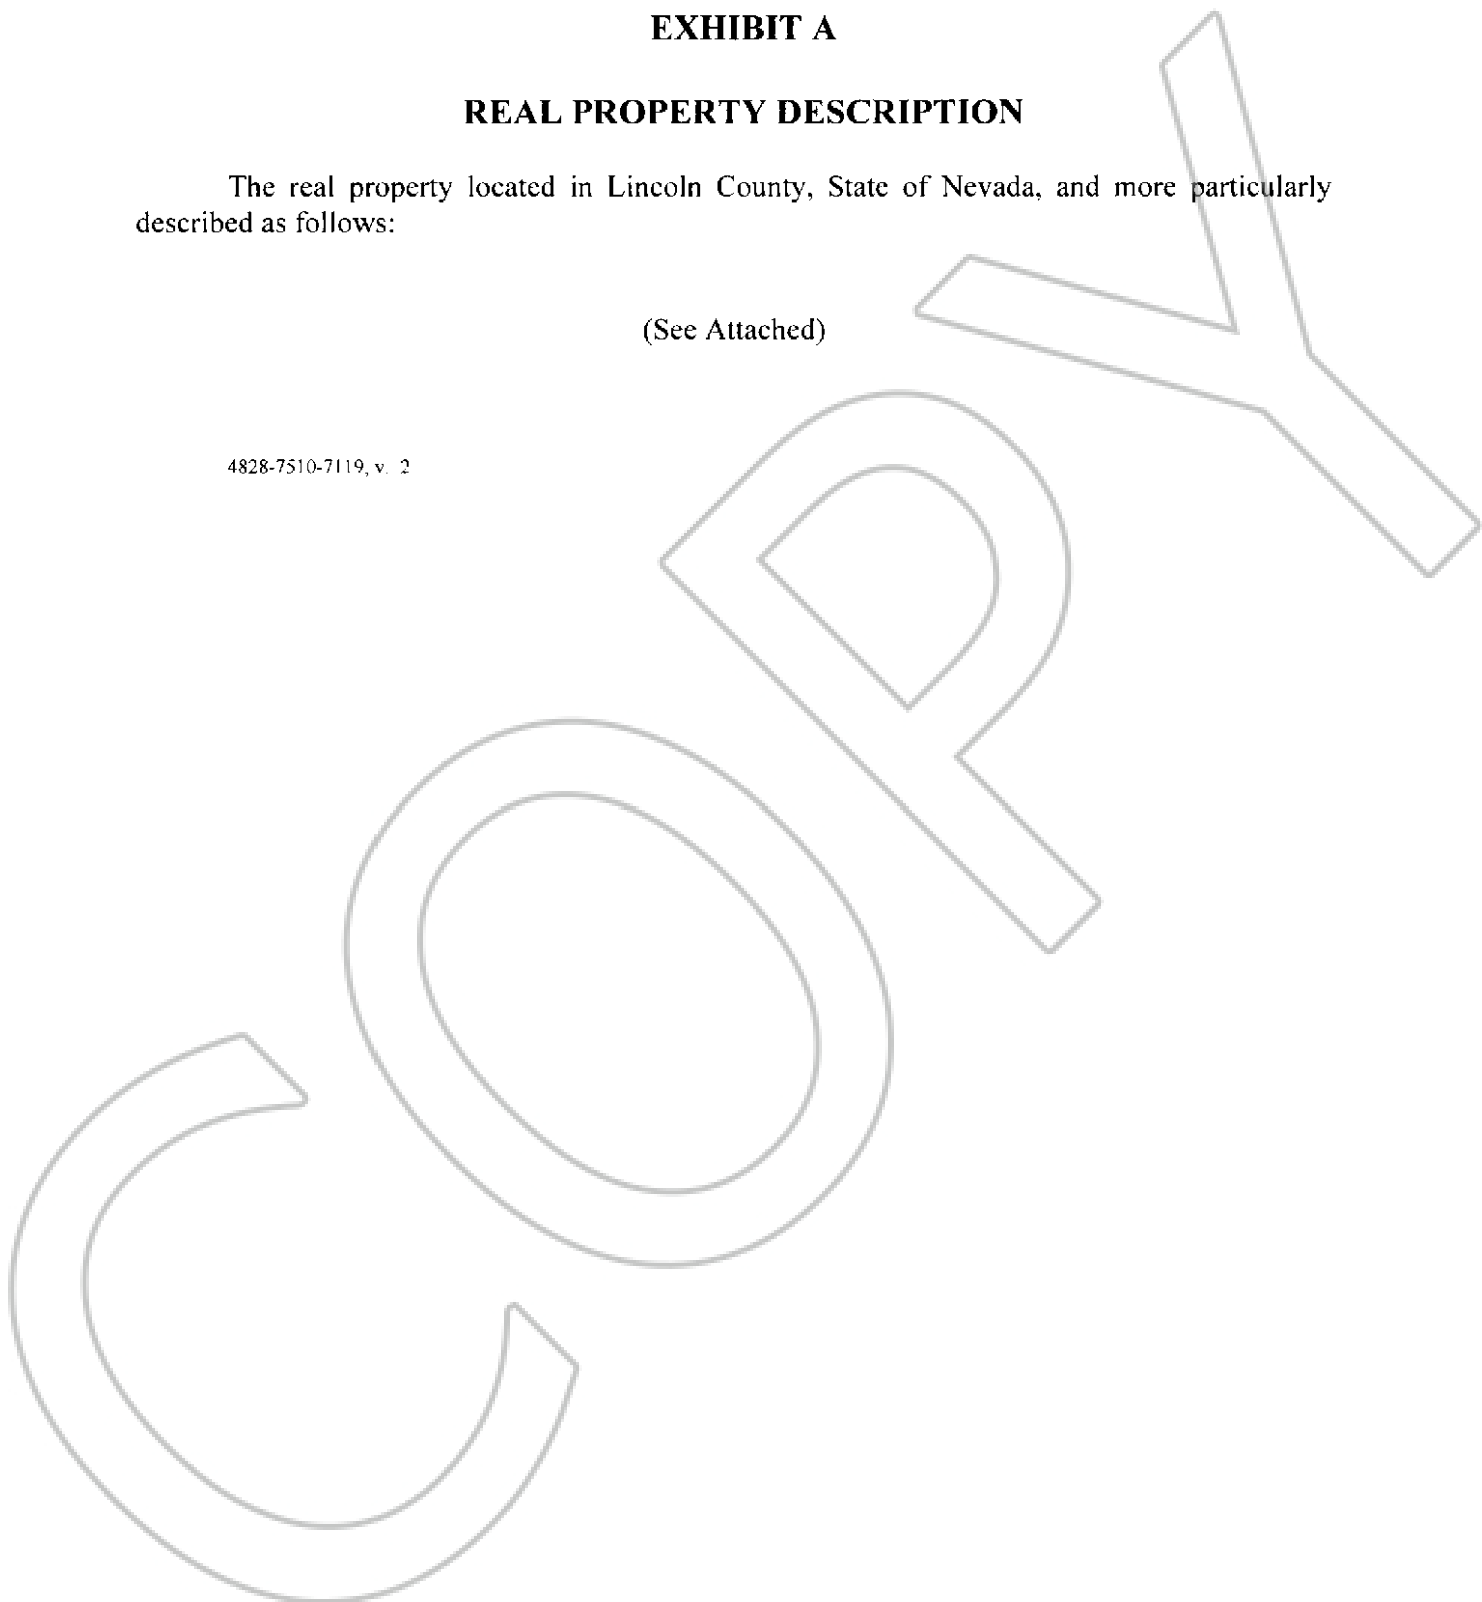 EXHIBIT A
REAL PROPERTY DESCRIPTION
The real property located in Lincoln County, State of Nevada, and more particularly
described as follows:
(See Attached)
4828-7510-7119, v. 2
COPY